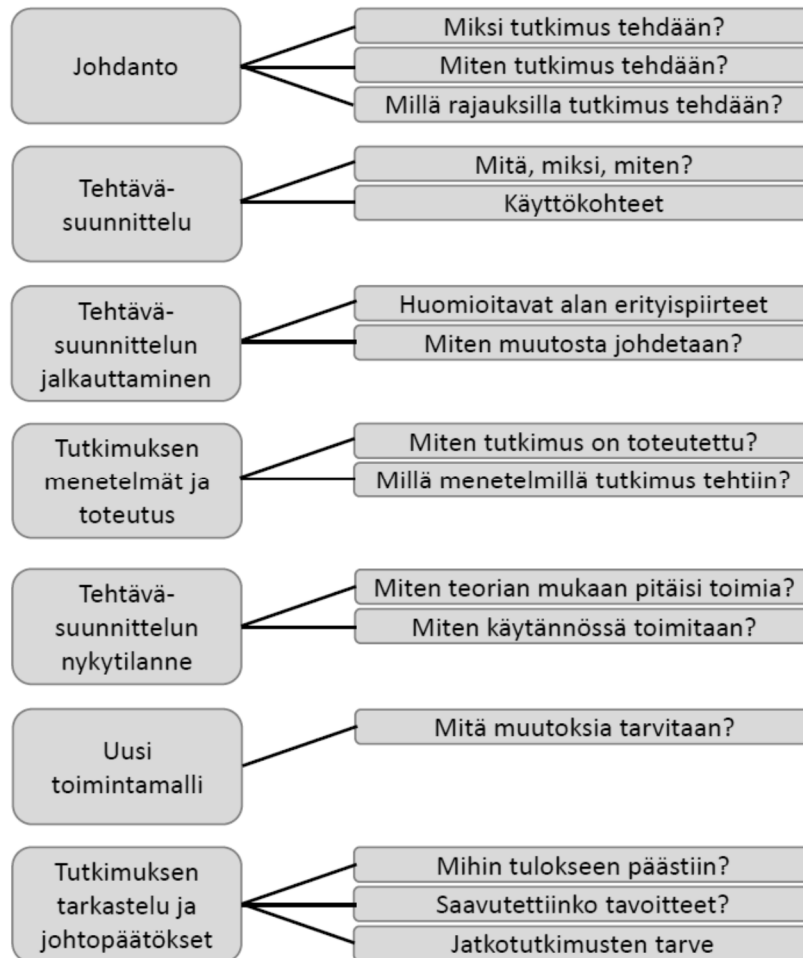 Johdanto
Miksi tutkimus tehdään?
Miten tutkimus tehdään?
Millä rajauksilla tutkimus tehdään?
Tehtävä-
suunnittelu
Mitä, miksi, miten?
Käyttökohteet
Tehtävä-
suunnittelun
jalkauttaminen
Huomioitavat alan erityispiirteet
Miten muutosta johdetaan?
Tutkimuksen
menetelmät ja
toteutus
Miten tutkimus on toteutettu?
Millä menetelmillä tutkimus tehtiin?
Tehtävä-
suunnittelun
nykytilanne
Miten teorian mukaan pitäisi toimia?
Miten käytännössä toimitaan?
Uusi
toimintamalli
Mitä muutoksia tarvitaan?
Tutkimuksen
tarkastelu ja
johtopäätökset
Mihin tulokseen päästiin?
Saavutettiinko tavoitteet?
Jatkotutkimusten tarve